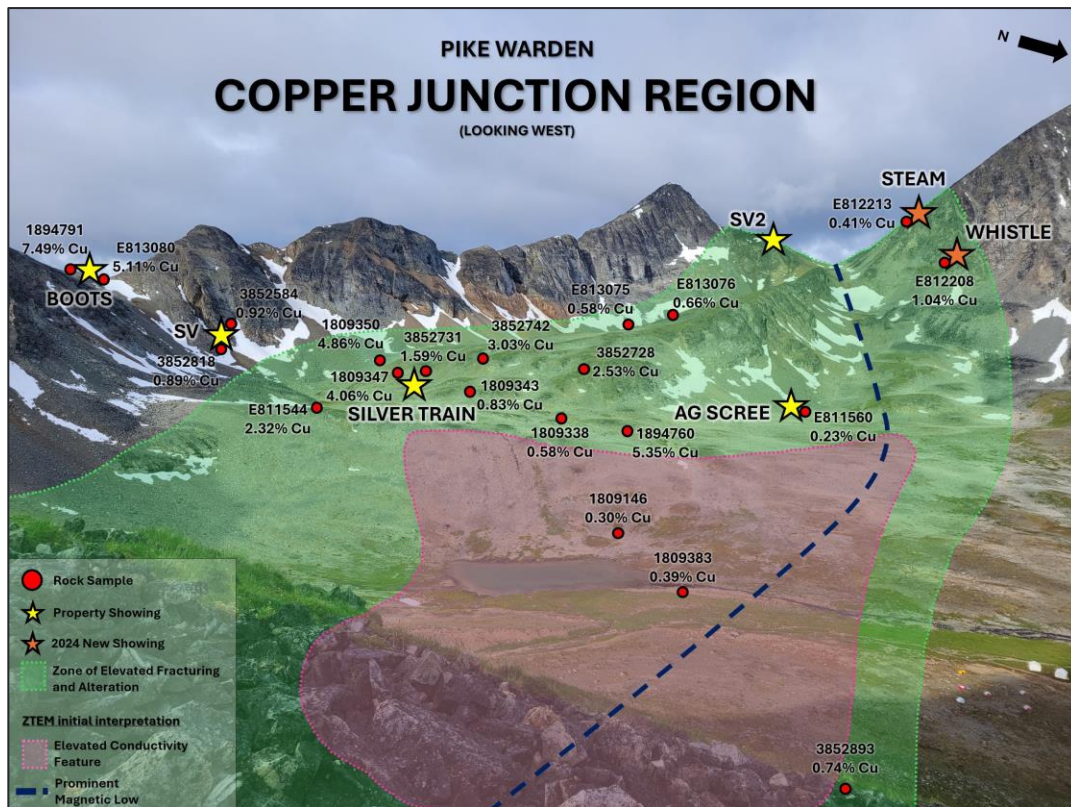 PIKE WARDEN
COPPER JUNCTION REGION
(LOOKING WEST)
N
STEAM
E812213
0.41% Cu
SV2
WHISTLE
E812208
1.04% Cu
1894791
7.49% Cu
E813080
5.11% Cu
BOOTS
3852584
0.92% Cu
SV
3852818
0.89% Cu
E813075
0.58% Cu
E813076
0.66% Cu
1809350
4.86% Cu
3852731
1.59% Cu
3852742
3.03% Cu
3852728
2.53% Cu
1809347
4.06% Cu
SILVER TRAIN
1809343
0.83% Cu
E811544
2.32% Cu
AG SCREE
E811560
0.23% Cu
1809338
0.58% Cu
1894760
5.35% Cu
1809146
0.30% Cu
1809383
0.39% Cu
3852893
0.74% Cu
Rock Sample
Property Showing
2024 New Showing
Zone of Elevated Fracturing
and Alteration
ZTEM initial interpretation
Elevated Conductivity
Feature
Prominent
Magnetic Low